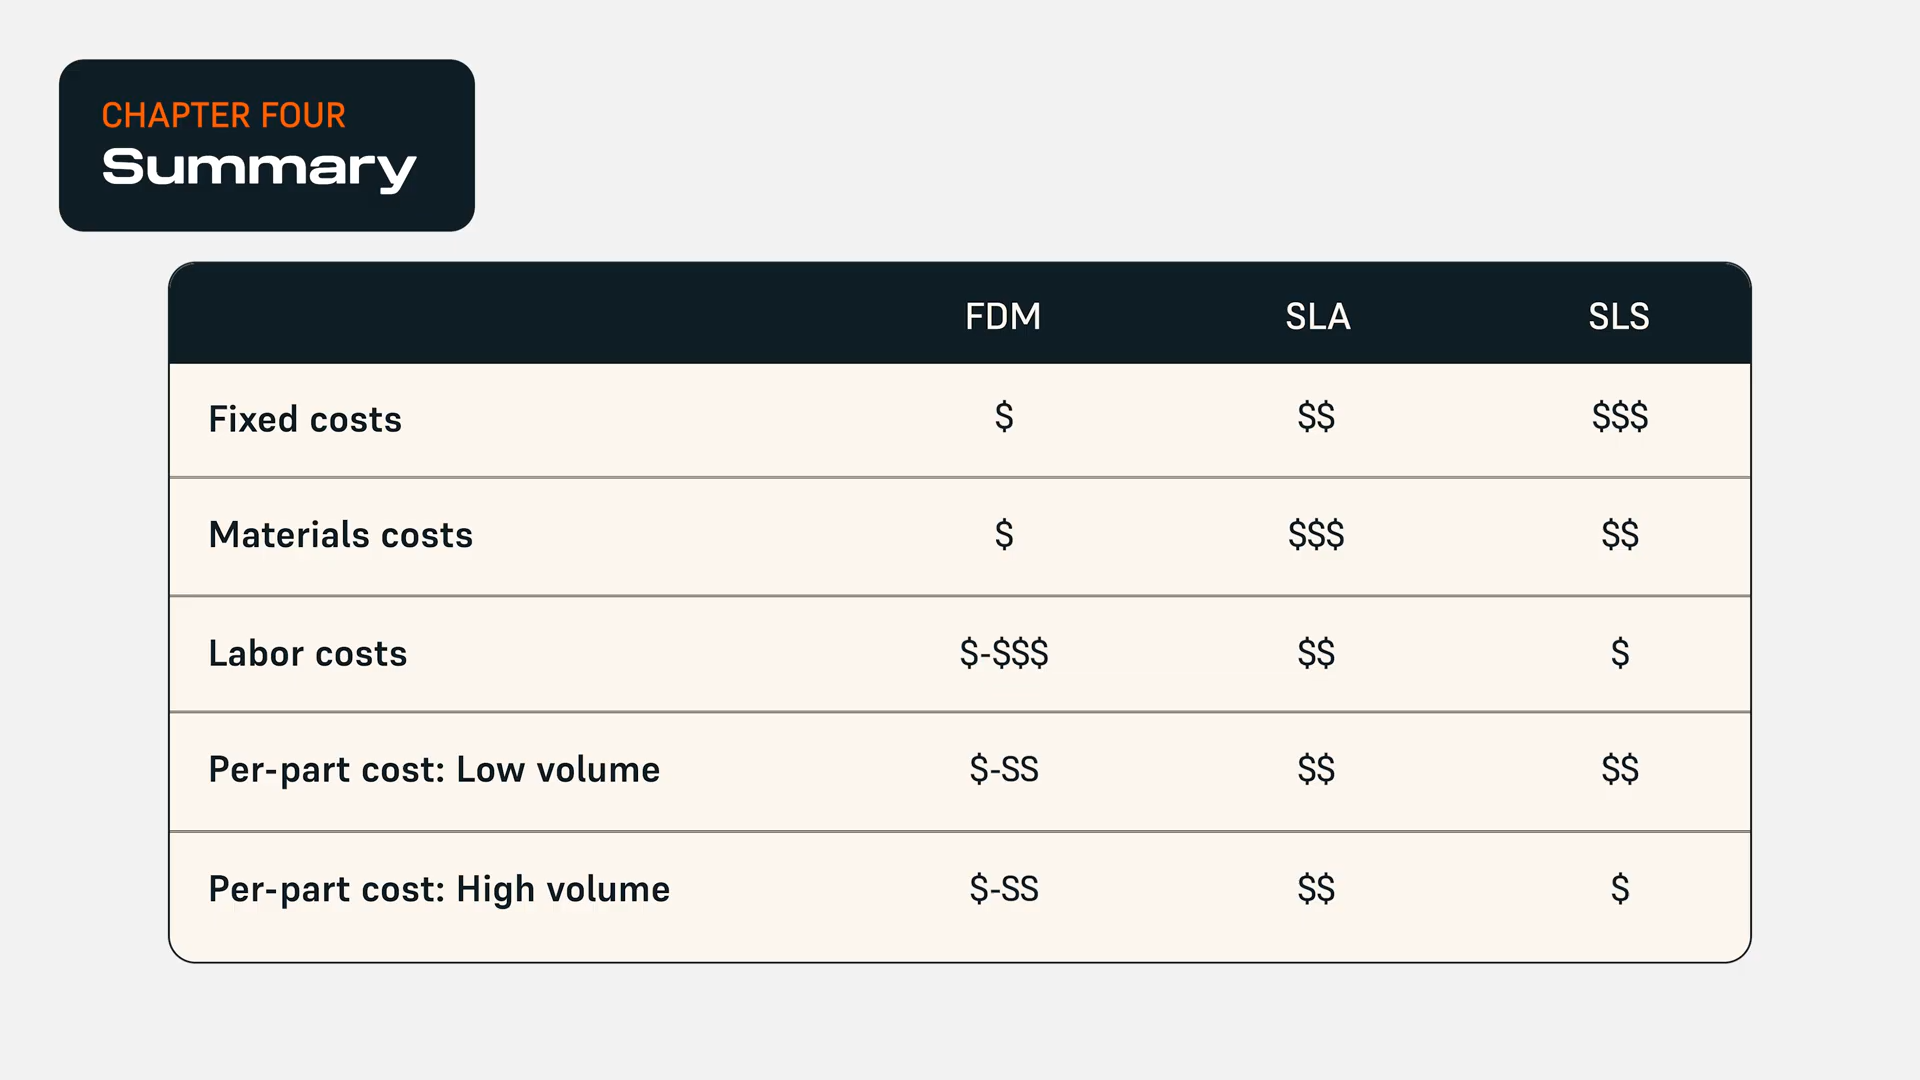 CHAPTER FOUR
Summary
FDM SLA SLS
Fixed costs $ $$ $$$
Materials costs $ $$$ $$
Labor costs $-$$$ $$ $
Per-part cost: Low volume $-SS $$ $$
Per-part cost: High volume $-SS $$ $